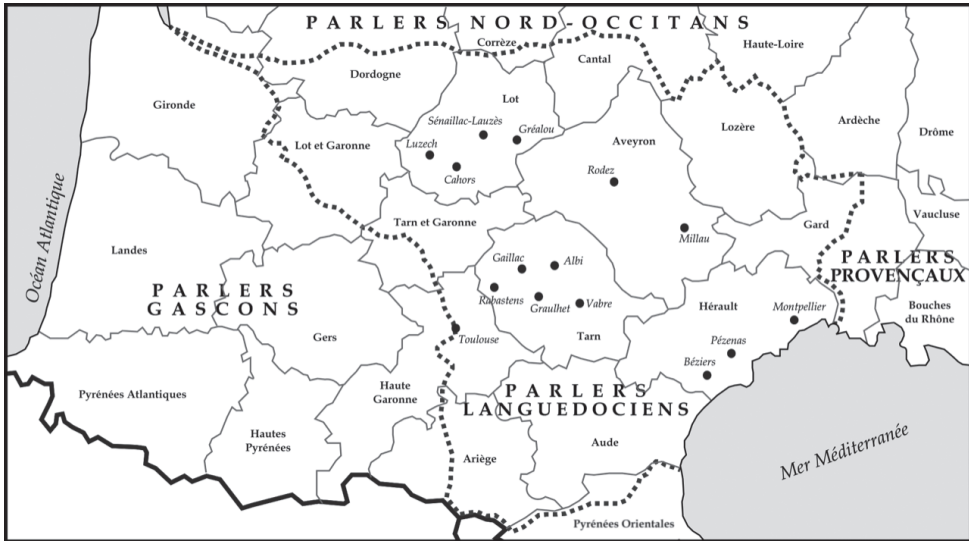 PARLERS NORD-OCCITANS
Corrèze
Haute-Loire
Cantal
Dordogne
Gironde
Lot
Sénaillac-Lauzès
Gréalou
Luzech
Cahors
Lot et Garonne
Aveyron
Rodez
Lozère
Ardèche
Drôme
Océan Atlantique
Landes
Tarn et Garonne
Millau
Gard
Vaucluse
PARLERS
PROVENÇAUX
Gaillac
Albi
Rabastens
Graulhet
Vabre
Tarn
PARLERS
GASCONS
Gers
Toulouse
Hérault
Montpellier
Pézenas
Béziers
Bouches
du Rhône
Pyrénées Atlantiques
Haute
Garonne
PARLERS
LANGUEDOCIENS
Hautes
Pyrénées
Ariège
Aude
Mer Méditerranée
Pyrénées Orientales